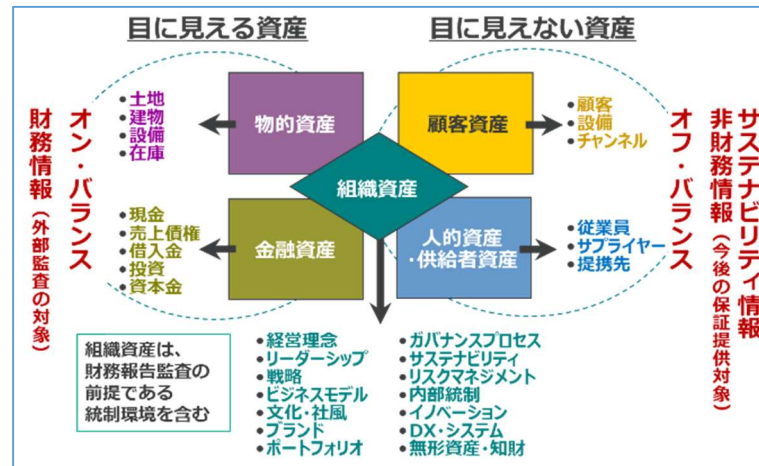 目に見える資産
目に見えない資産
財務情報（外部監査の対象）
オン・バランス
•土地
•建物
•設備
•在庫
物的資産
顧客資産
•顧客
•設備
•チャンネル
組織資産
•現金
•売上債権
•借入金
•投資
•資本金
金融資産
人的資産
・供給者資産
•従業員
•サプライヤー
•提携先
オフ・バランス
非財務情報（今後の保証提供対象）
サステナビリティ情報
組織資産は、
財務報告監査の
前提である
統制環境を含む
•経営理念
•リーダーシップ
•戦略
•ビジネスモデル
•文化・社風
•ブランド
•ポートフォリオ
•ガバナンスプロセス
•サステナビリティ
•リスクマネジメント
•内部統制
•イノベーション
•DX・システム
•無形資産・知財